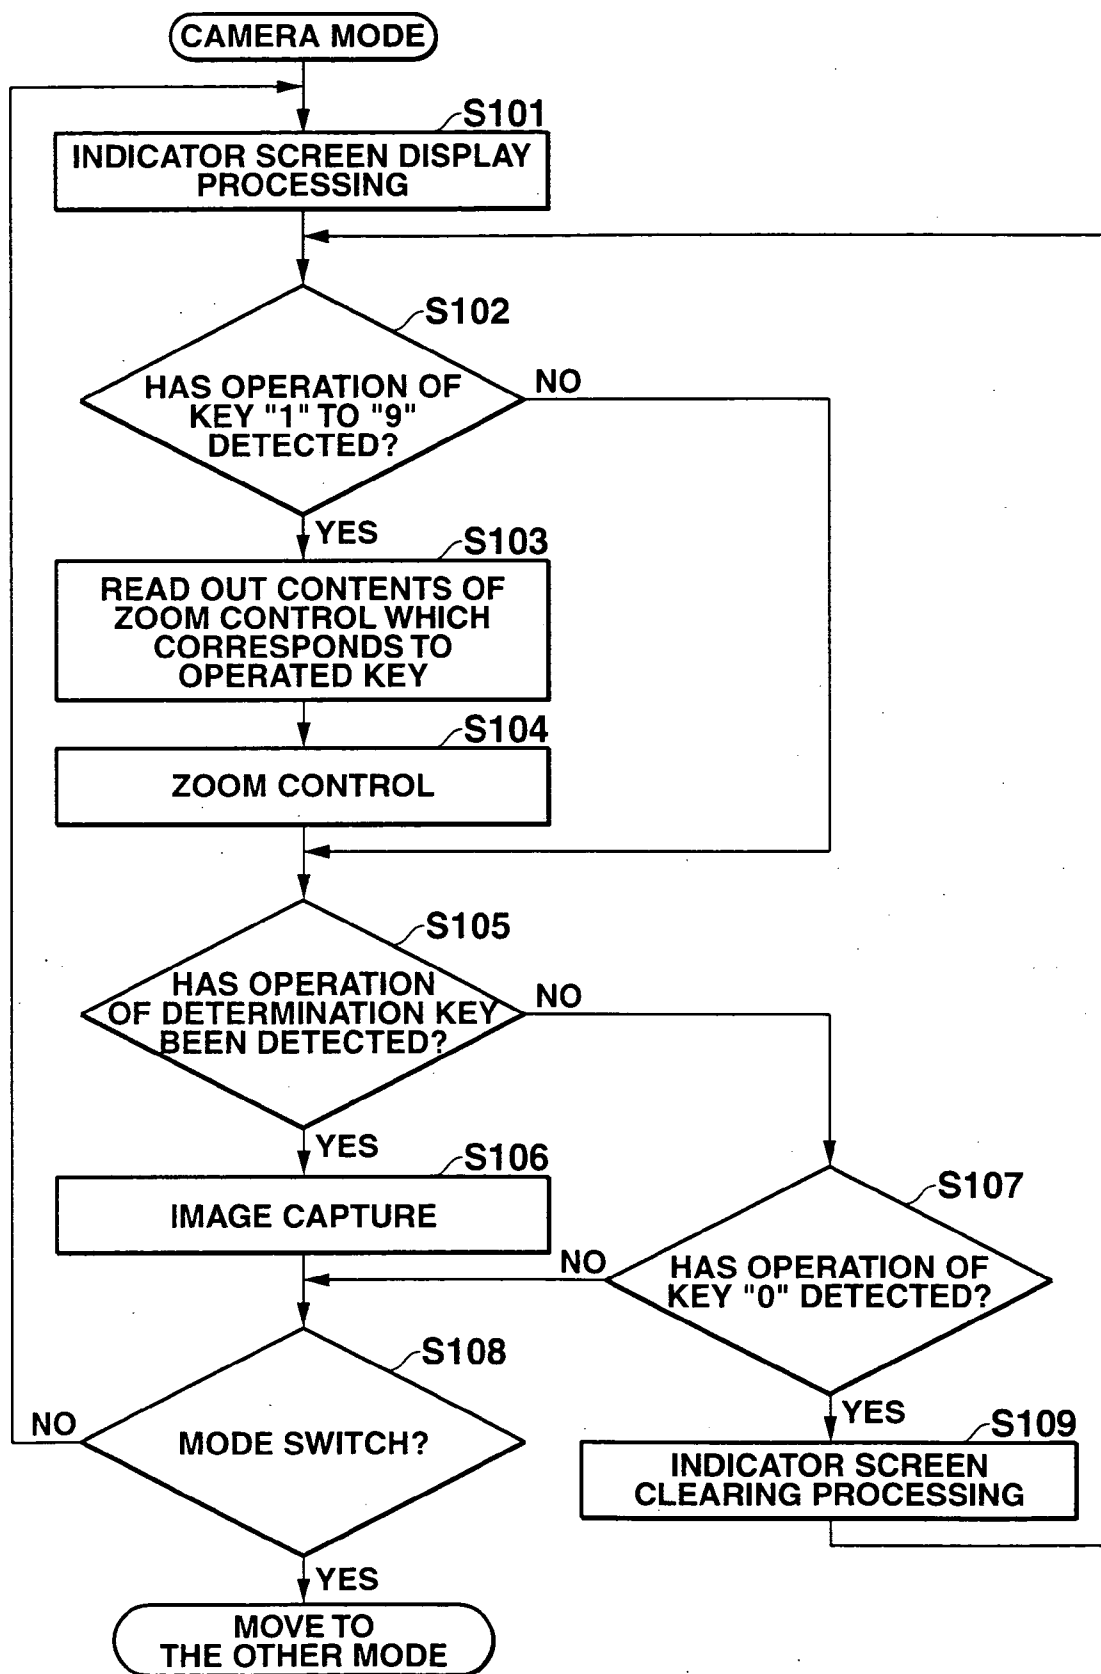 CAMERA MODE
S101
INDICATOR SCREEN DISPLAY
PROCESSING
S102
HAS OPERATION OF
KEY "1" TO "9"
DETECTED?
NO
YES
S103
READ OUT CONTENTS OF
ZOOM CONTROL WHICH
CORRESPONDS TO
OPERATED KEY
S104
ZOOM CONTROL
S105
HAS OPERATION
OF DETERMINATION KEY
BEEN DETECTED?
NO
YES
S106
IMAGE CAPTURE
S107
HAS OPERATION OF
KEY "0" DETECTED?
NO
YES
S108
MODE SWITCH?
NO
S109
INDICATOR SCREEN
CLEARING PROCESSING
YES
MOVE TO
THE OTHER MODE